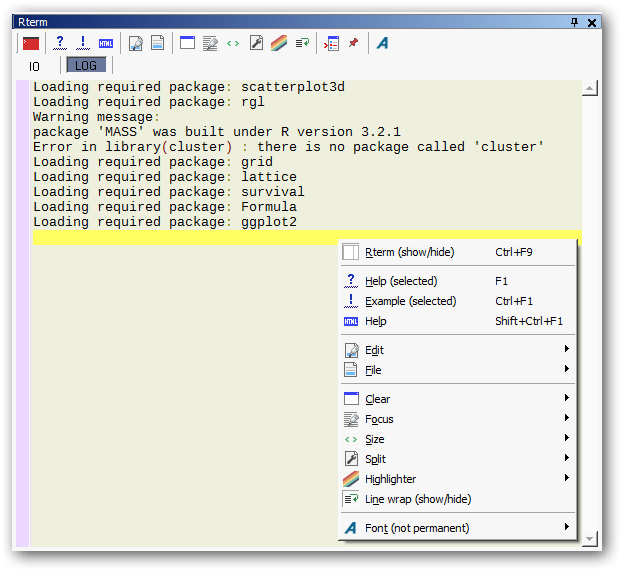 Rterm
? ! HTML A
IO LOG
Loading required package: scatterplot3d
Loading required package: rgl
Warning message:
package 'MASS' was built under R version 3.2.1
Error in library(cluster) : there is no package called 'cluster'
Loading required package: grid
Loading required package: lattice
Loading required package: survival
Loading required package: Formula
Loading required package: ggplot2
Rterm (show/hide) Ctrl+F9
? Help (selected) F1
! Example (selected) Ctrl+F1
HTML Help Shift+Ctrl+F1
Edit
File
Clear
Focus
Size
Split
Highlighter
Line wrap (show/hide)
A Font (not permanent)